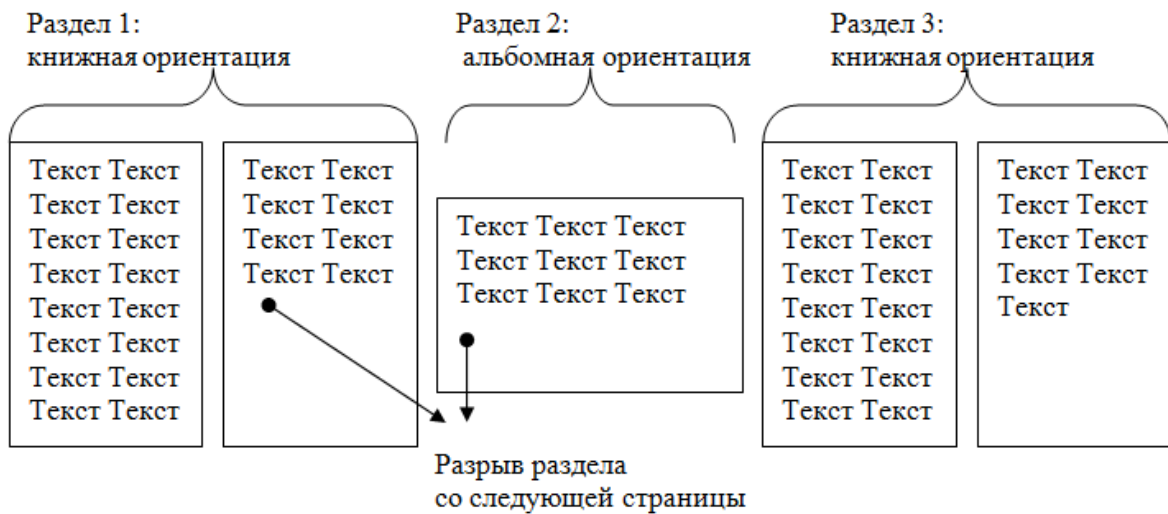 Раздел 1:
книжная ориентация
Раздел 2:
альбомная ориентация
Раздел 3:
книжная ориентация
Текст Текст
Текст Текст
Текст Текст
Текст Текст
Текст Текст
Текст Текст
Текст Текст
Текст Текст
Текст Текст
Текст Текст
Текст Текст
Текст Текст
Текст Текст Текст
Текст Текст Текст
Текст Текст Текст
Текст Текст
Текст Текст
Текст Текст
Текст Текст
Текст Текст
Текст Текст
Текст Текст
Текст Текст
Текст Текст
Текст Текст
Текст Текст
Текст Текст
Текст
Разрыв раздела
со следующей страницы